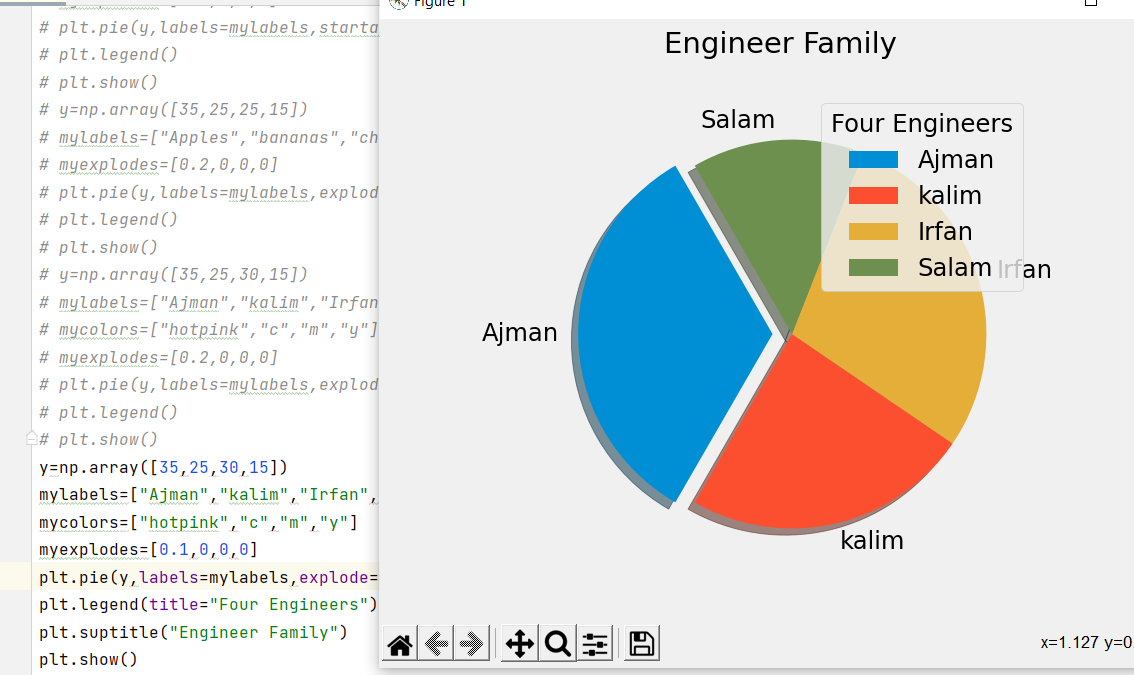 # plt.pie(y,labels=mylabels,starta
# plt.legend()
# plt.show()
# y=np.array([35,25,25,15])
# mylabels=["Apples","bananas","ch
# myexplodes=[0.2,0,0,0]
# plt.pie(y,labels=mylabels,explod
# plt.legend()
# plt.show()
# y=np.array([35,25,30,15])
# mylabels=["Ajman","kalim","Irfan
# mycolors=["hotpink","c","m","y"]
# myexplodes=[0.2,0,0,0]
# plt.pie(y,labels=mylabels,explod
# plt.legend()
# plt.show()
y=np.array([35,25,30,15])
mylabels=["Ajman","kalim","Irfan",
mycolors=["hotpink","c","m","y"]
myexplodes=[0.1,0,0,0]
plt.pie(y,labels=mylabels,explode=
plt.legend(title="Four Engineers")
plt.suptitle("Engineer Family")
plt.show()
Figure 1
Engineer Family
Salam
Four Engineers
Ajman
kalim
Irfan
Salam
Irfan
Ajman
kalim
x=1.127 y=0.